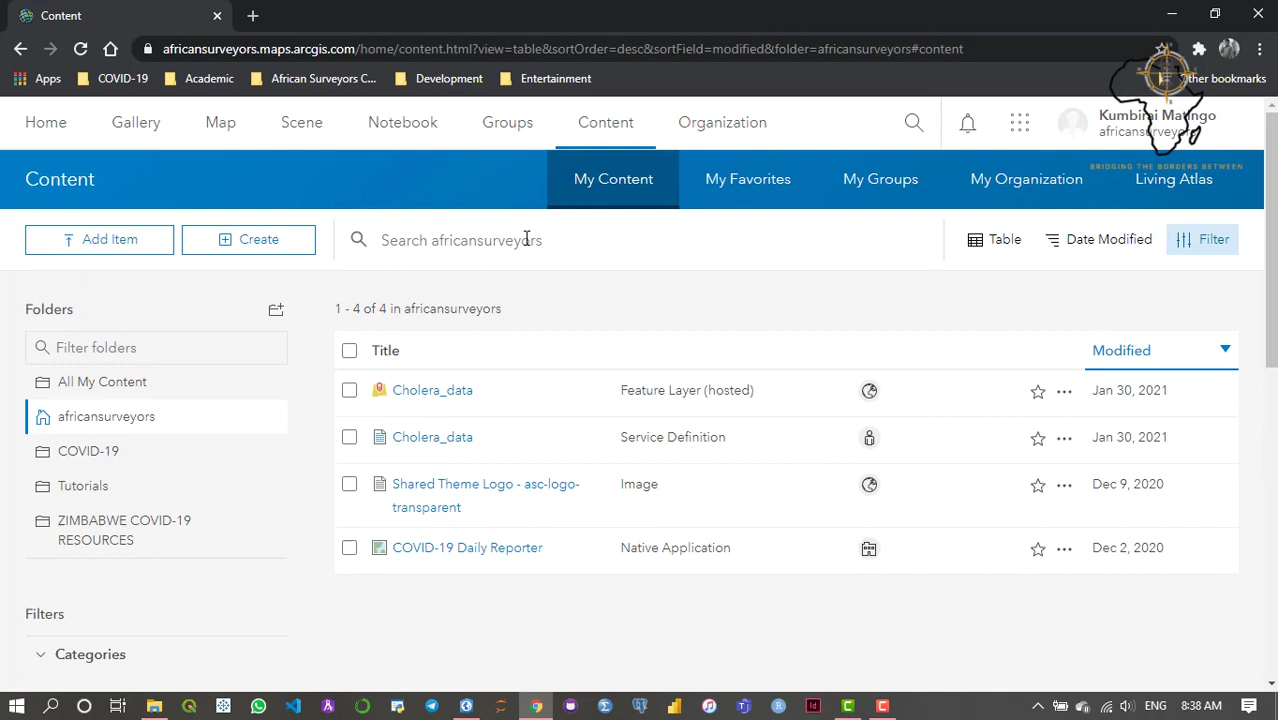 Content
africansurveyors.maps.arcgis.com/home/content.html?view=table&sortOrder=desc&sortField=modified&folder=africansurveyors#content
Apps COVID-19 Academic African Surveyors C... Development Entertainment Other bookmarks
Home Gallery Map Scene Notebook Groups Content Organization
Kumbirai Matingo
africansurveyors
BRIDGING THE BORDERS BETWEEN
Content My Content My Favorites My Groups My Organization Living Atlas
Add Item Create Search africansurveyors Table Date Modified Filter
Folders
1 - 4 of 4 in africansurveyors
Filter folders
Title Modified
All My Content
Cholera_data Feature Layer (hosted) Jan 30, 2021
africansurveyors
Cholera_data Service Definition Jan 30, 2021
COVID-19
Shared Theme Logo - asc-logo-transparent Image Dec 9, 2020
Tutorials
ZIMBABWE COVID-19
RESOURCES
COVID-19 Daily Reporter Native Application Dec 2, 2020
Filters
Categories
ENG 8:38 AM